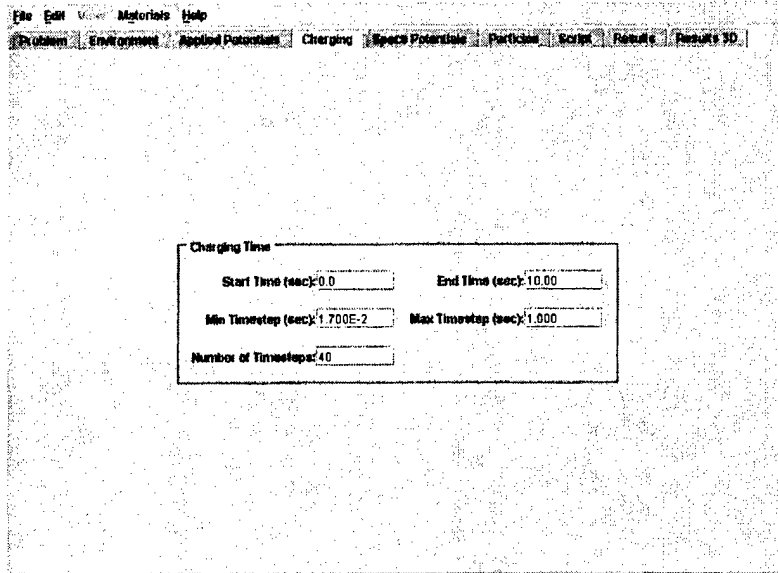 File Edit View Materials Help
Problem Environment Applied Potentials Charging Space Potentials Particles Script Results Results 3D
Charging Time
Start Time (sec): 0.0 End Time (sec): 10.00
Min Timestep (sec): 1.700E-2 Max Timestep (sec): 1.000
Number of Timesteps: 40